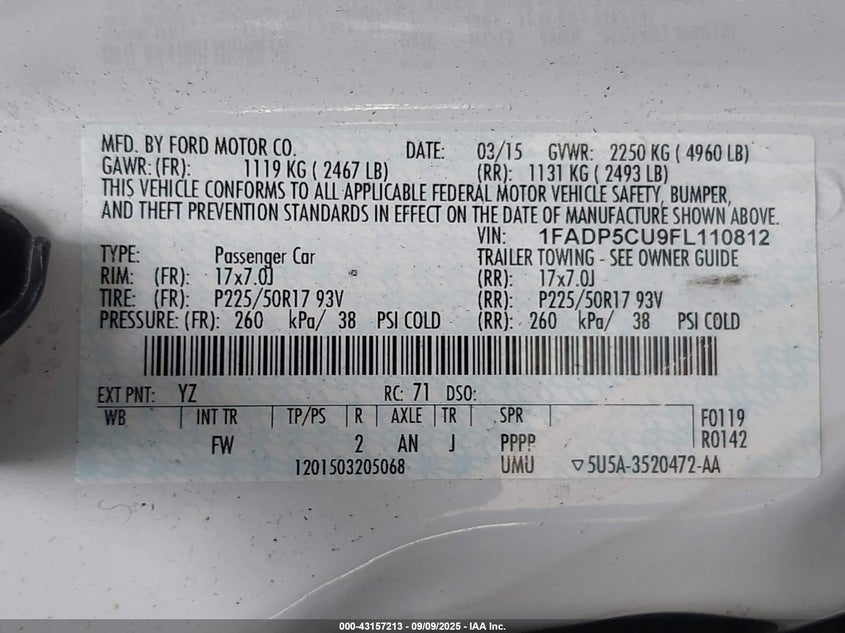 MFD. BY FORD MOTOR CO. DATE: 03/15 GVWR: 2250 KG ( 4960 LB)
GAWR: (FR): 1119 KG ( 2467 LB) (RR): 1131 KG ( 2493 LB)
THIS VEHICLE CONFORMS TO ALL APPLICABLE FEDERAL MOTOR VEHICLE SAFETY, BUMPER,
AND THEFT PREVENTION STANDARDS IN EFFECT ON THE DATE OF MANUFACTURE SHOWN ABOVE.
VIN: 1FADP5CU9FL110812
TYPE: Passenger Car TRAILER TOWING - SEE OWNER GUIDE
RIM: (FR): 17x7.0J (RR): 17x7.0J
TIRE: (FR): P225/50R17 93V (RR): P225/50R17 93V
PRESSURE: (FR): 260 kPa/ 38 PSI COLD (RR): 260 kPa/ 38 PSI COLD
EXT PNT: YZ RC: 71 DSO:
WB INT TR TP/PS R AXLE TR SPR F0119
FW 2 AN J PPPP R0142
1201503205068 UMU ▽5U5A-3520472-AA
000-43157213 - 09/09/2025 - IAA Inc.